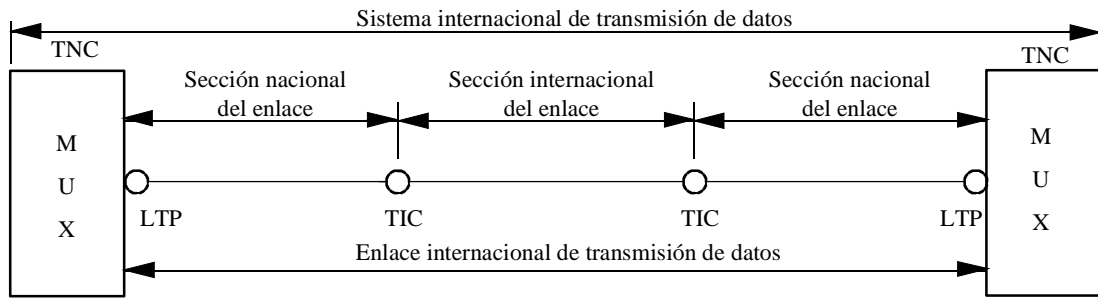 Sistema internacional de transmisión de datos
TNC
TNC
Sección nacional
del enlace
Sección internacional
del enlace
Sección nacional
del enlace
M
U
X
M
U
X
LTP
TIC
TIC
LTP
Enlace internacional de transmisión de datos